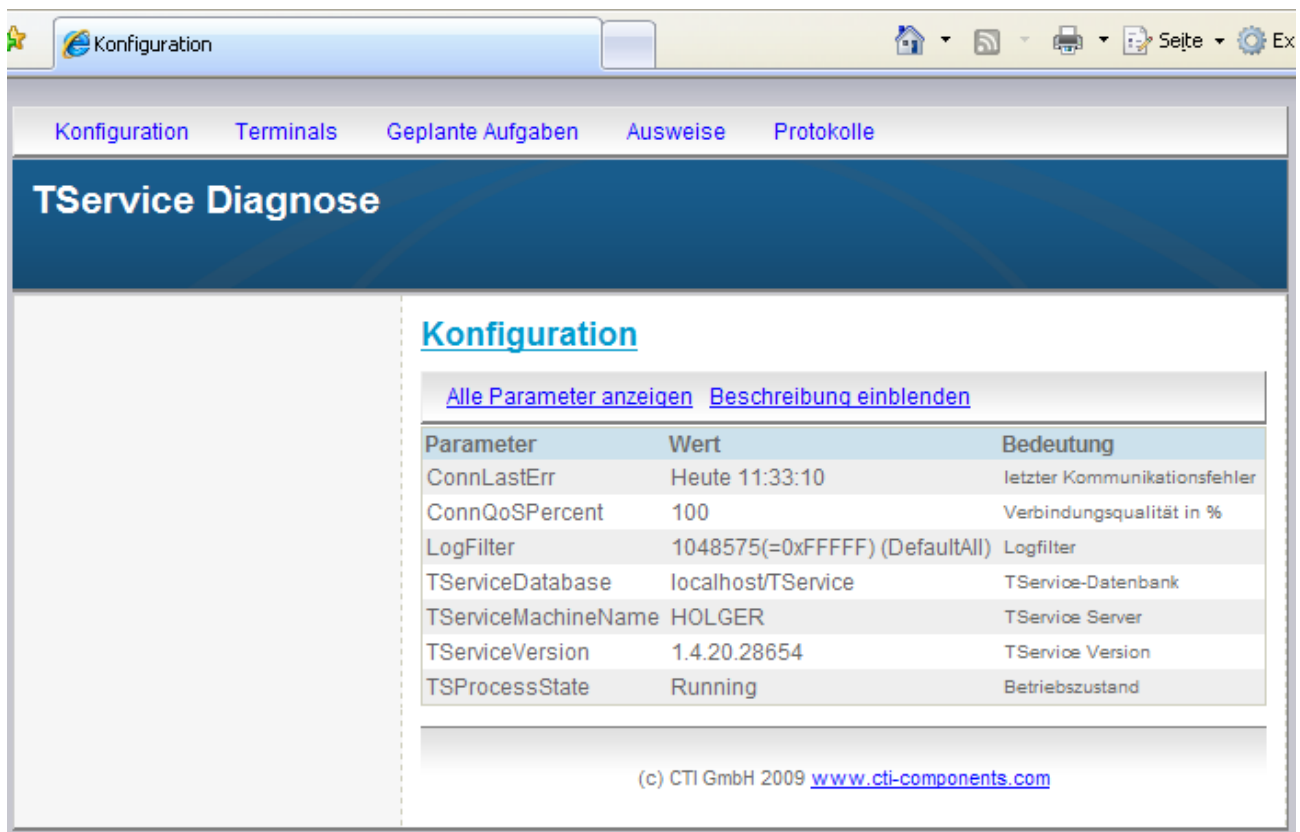 Konfiguration
Seite
Ex
Konfiguration Terminals Geplante Aufgaben Ausweise Protokolle
TService Diagnose
Konfiguration
Alle Parameter anzeigen Beschreibung einblenden
Parameter Wert Bedeutung
ConnLastErr Heute 11:33:10 letzter Kommunikationsfehler
ConnQoSPercent 100 Verbindungsqualität in %
LogFilter 1048575(=0xFFFFF) (DefaultAll) Logfilter
TServiceDatabase localhost/TService TService-Datenbank
TServiceMachineName HOLGER TService Server
TServiceVersion 1.4.20.28654 TService Version
TSProcessState Running Betriebszustand
(c) CTI GmbH 2009 www.cti-components.com